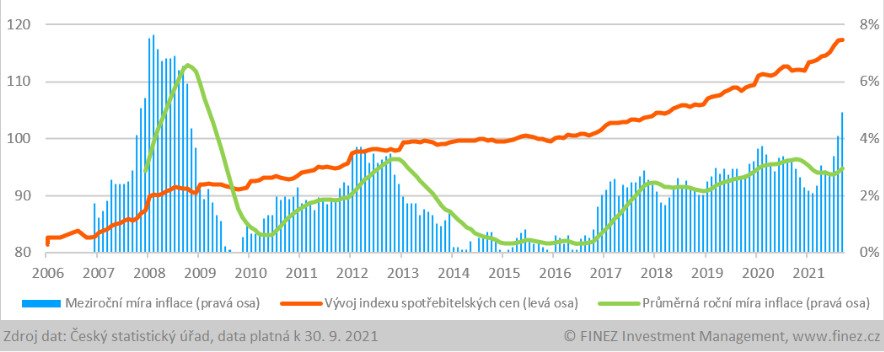 120 8%
110 6%
100 4%
90 2%
80 0%
2006 2007 2008 2009 2010 2011 2012 2013 2014 2015 2016 2017 2018 2019 2020 2021
Meziroční míra inflace (pravá osa) Vývoj indexu spotřebitelských cen (levá osa) Průměrná roční míra inflace (pravá osa)
Zdroj dat: Český statistický úřad, data platná k 30. 9. 2021 © FINEZ Investment Management, www.finez.cz